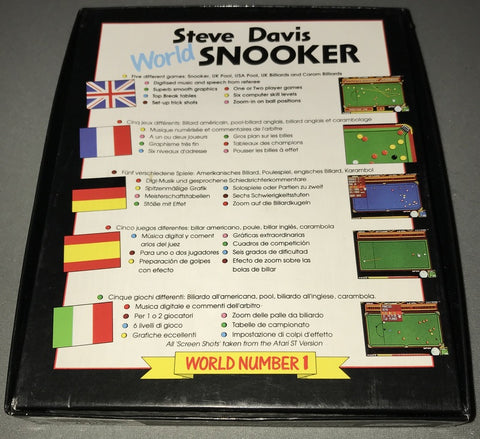 Steve Davis
World SNOOKER
Five different games: Snooker, UK Pool, USA Pool, UK Billiards and Carom Billiards
Digitised music and speech from referee
Superb smooth graphics
One or Two player games
Top Break tables
Six computer skill levels
Set-up trick shots
Zoom-in on ball positions
Cinq jeux différents: Billard américain, pool-billard anglais, billard anglais et carambolage
Musique numérisée et commentaires de l'arbitre
A un ou deux joueurs
Gros plan sur les billes
Graphisme très fin
Tableaux des champions
Six niveaux d'adresse
Pousser les billes à effet
Fünf verschiedene Spiele: Amerikanisches Billard, Poulespiel, englisches Billard, Karambol
Digi-Musik und gesprochene Schiedsrichterkommentare
Spitzenmäßige Grafik
Solospiele oder Partien zu zweit
Meisterschaftstabellen
Sechs Schwierigkeitsstufen
Stöße mit Effet
Zoom auf die Billardkugeln
Cinco juegos diferentes: billar americano, poule, billar inglés, carambola
Música digital y coment
arios del juez
Gráficas extraordinarias
Cuadros de competición
Para uno o dos jugadores
Seis grados de dificultad
Preparación de golpes
con efecto
Efecto de zoom sobre las
bolas de billar
Cinque giochi differenti: Biliardo all'americana, pool, biliardo all'inglese, carambola.
Musica digitale e commenti dell'arbitro
Per 1 o 2 giocatori
Zoom delle palle da biliardo
6 livelli di gioco
Tabelle de campionato
Grafiche eccellenti
Impostazione di colpi d'effetto
All 'Screen Shots' taken from the Atari ST Version
WORLD NUMBER 1